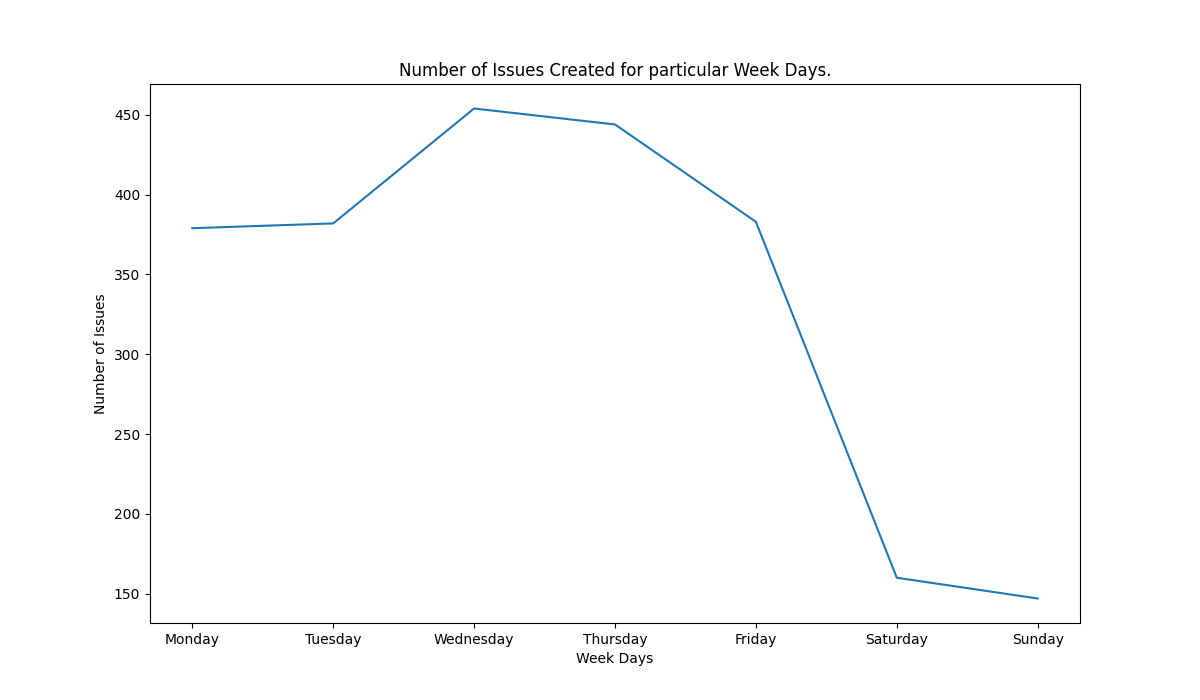 Number of Issues Created for particular Week Days.
Number of Issues
450
400
350
300
250
200
150
Monday Tuesday Wednesday Thursday Friday Saturday Sunday
Week Days